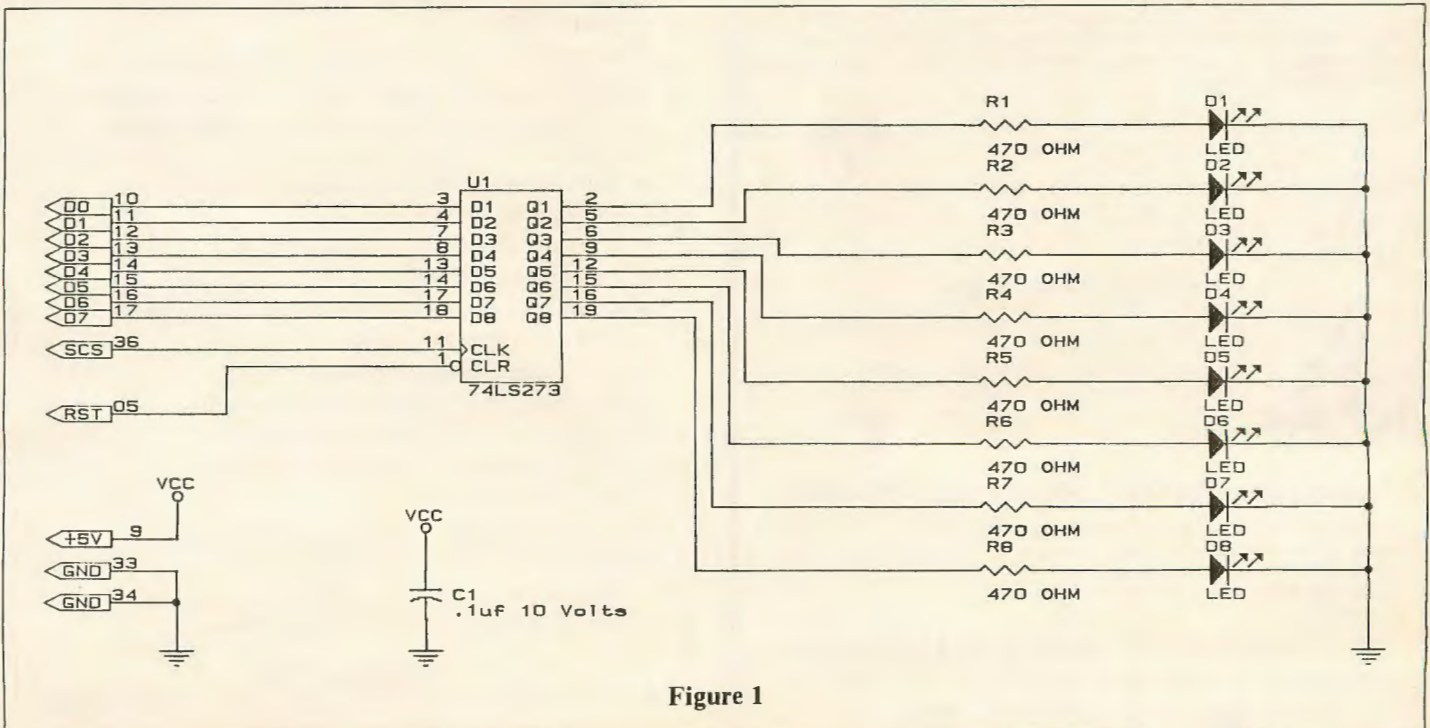 R1
D1
470 OHM
LED
R2
D2
470 OHM
LED
R3
D3
470 OHM
LED
R4
D4
470 OHM
LED
R5
D5
470 OHM
LED
R6
D6
470 OHM
LED
R7
D7
470 OHM
LED
R8
D8
470 OHM
LED
U1
D0 10 3 D1 Q1 2
D1 11 4 D2 Q2 5
D2 12 7 D3 Q3 6
D3 13 8 D4 Q4 9
D4 14 13 D5 Q5 12
D5 15 14 D6 Q6 15
D6 16 17 D7 Q7 16
D7 17 18 D8 Q8 19
SCS 36 11 CLK
1 CLR
74LS273
RST 05
VCC
+5V 9
GND 33
GND 34
VCC
C1
.1uf 10 Volts
Figure 1